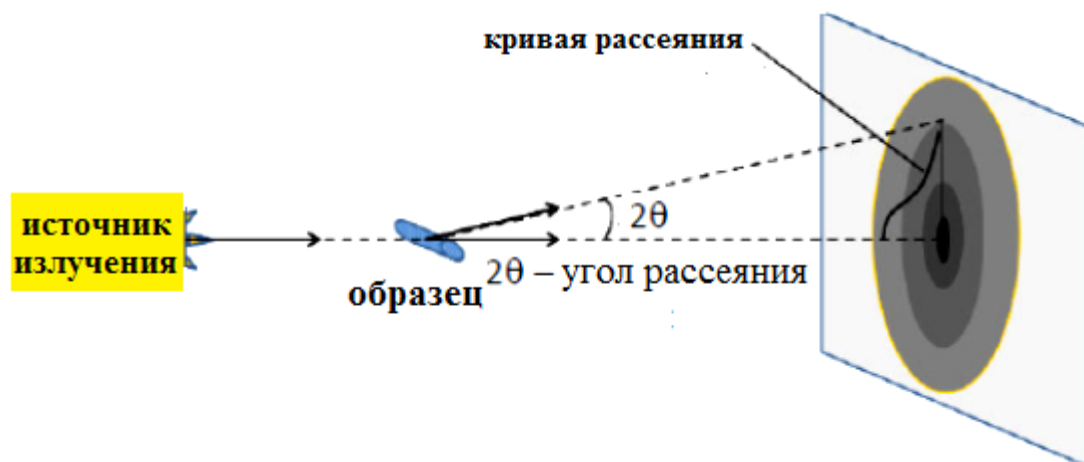 кривая рассеяния
источник
излучения
2θ
2θ – угол рассеяния
образец